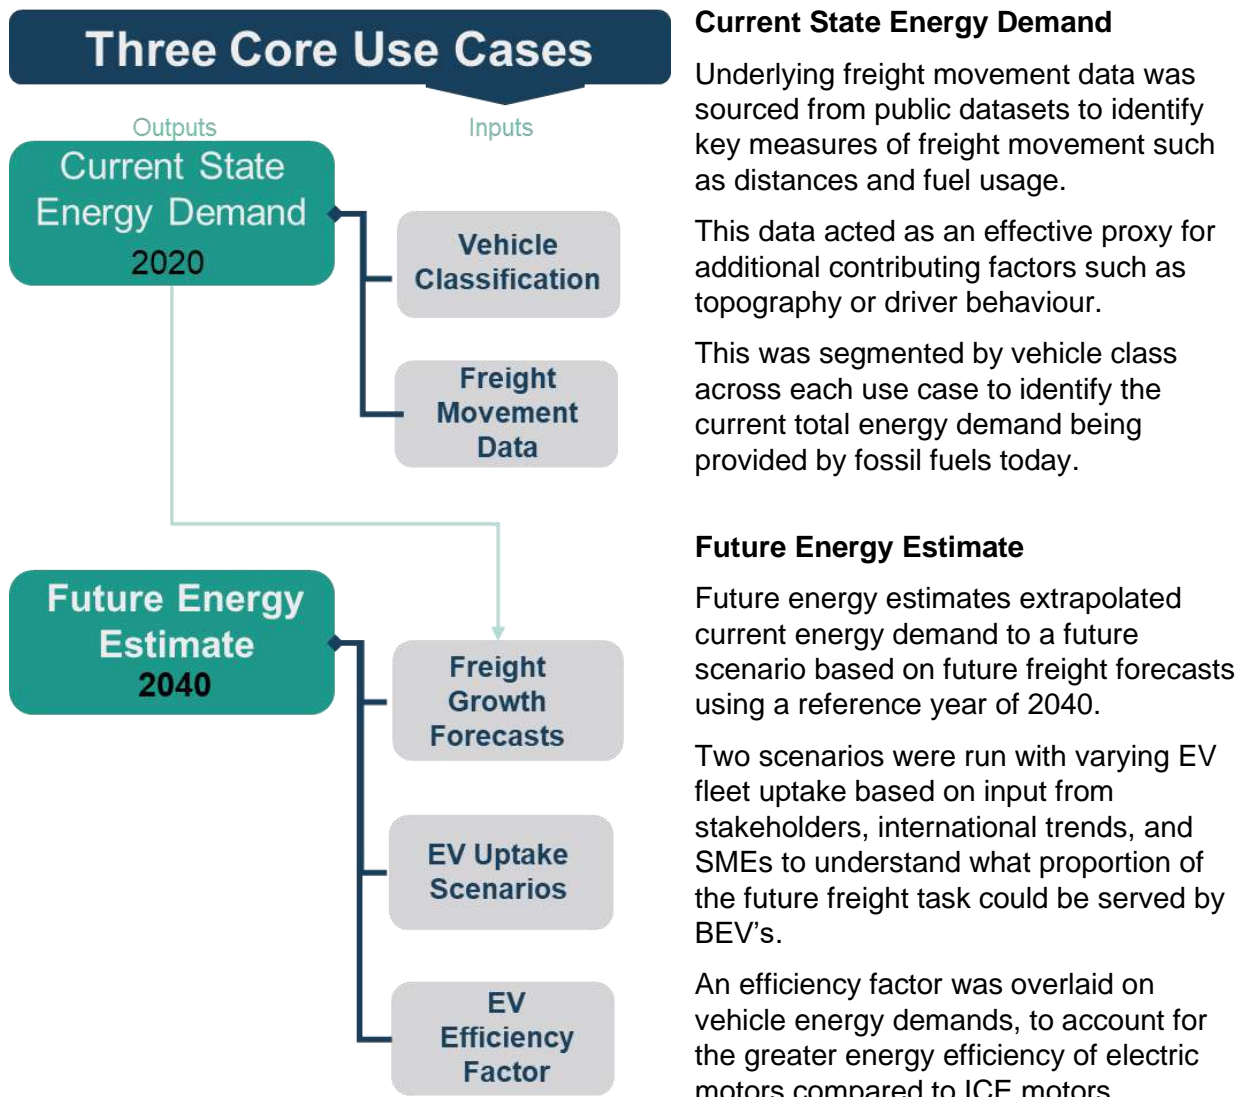 Three Core Use Cases
Outputs
Inputs
Current State
Energy Demand
2020
Vehicle
Classification
Freight
Movement
Data
Future Energy
Estimate
2040
Freight
Growth
Forecasts
EV Uptake
Scenarios
EV
Efficiency
Factor
Current State Energy Demand
Underlying freight movement data was
sourced from public datasets to identify
key measures of freight movement such
as distances and fuel usage.
This data acted as an effective proxy for
additional contributing factors such as
topography or driver behaviour.
This was segmented by vehicle class
across each use case to identify the
current total energy demand being
provided by fossil fuels today.
Future Energy Estimate
Future energy estimates extrapolated
current energy demand to a future
scenario based on future freight forecasts
using a reference year of 2040.
Two scenarios were run with varying EV
fleet uptake based on input from
stakeholders, international trends, and
SMEs to understand what proportion of
the future freight task could be served by
BEV’s.
An efficiency factor was overlaid on
vehicle energy demands, to account for
the greater energy efficiency of electric
motors compared to ICE motors